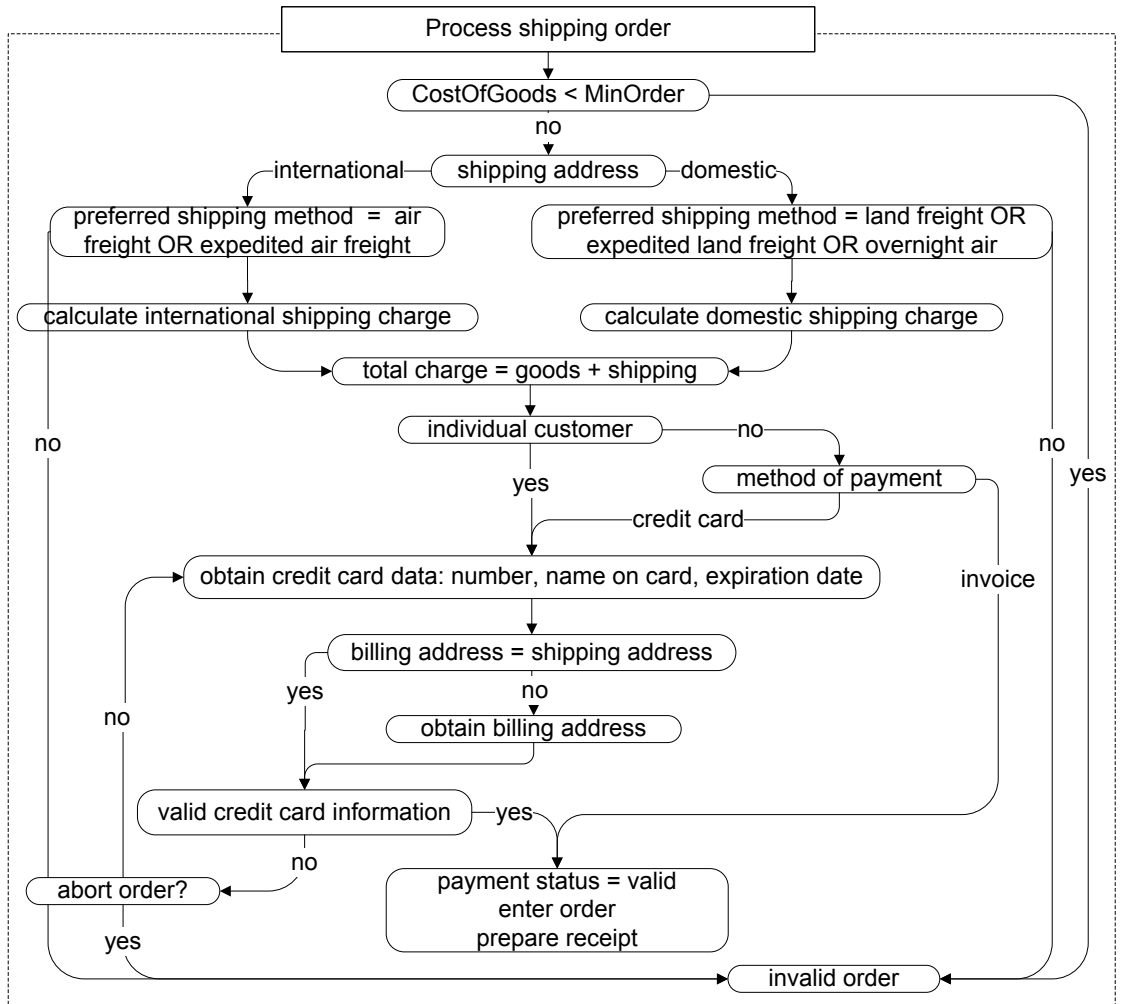 Process shipping order
CostOfGoods < MinOrder
no
international
shipping address
domestic
preferred shipping method = air
freight OR expedited air freight
preferred shipping method = land freight OR
expedited land freight OR overnight air
calculate international shipping charge
calculate domestic shipping charge
total charge = goods + shipping
individual customer
no
no
no
yes
yes
method of payment
credit card
obtain credit card data: number, name on card, expiration date
invoice
billing address = shipping address
yes
no
no
obtain billing address
valid credit card information
yes
no
abort order?
payment status = valid
enter order
prepare receipt
yes
invalid order